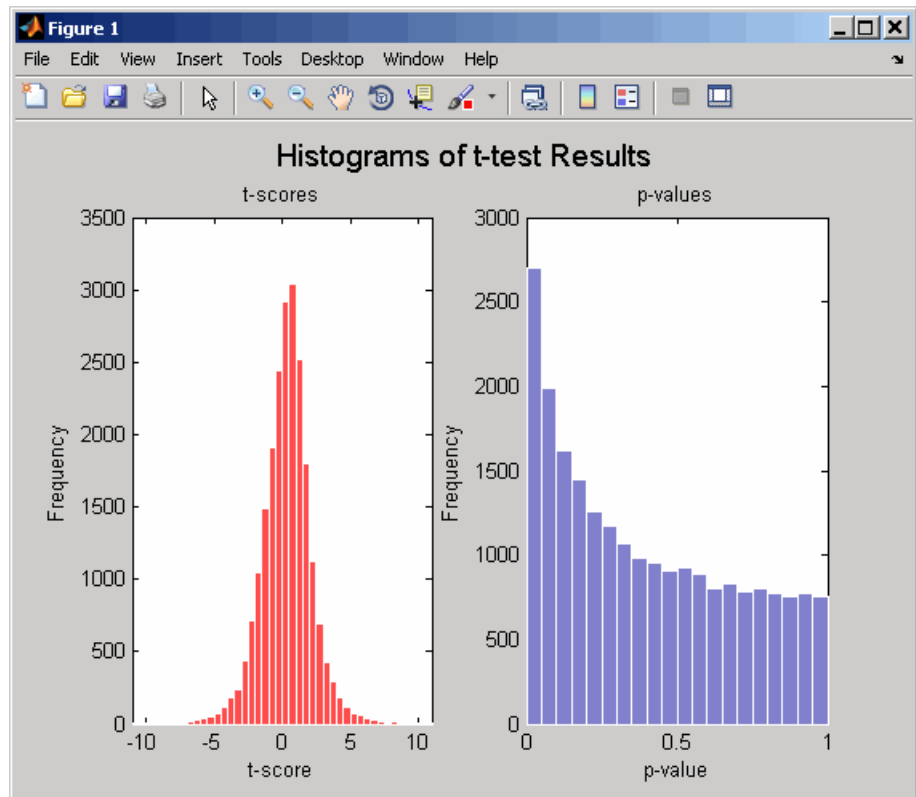 Figure 1
File Edit View Insert Tools Desktop Window Help
Histograms of t-test Results
t-scores
3500
3000
2500
2000
1500
1000
500
0
Frequency
-10 -5 0 5 10
t-score
p-values
3000
2500
2000
1500
1000
500
0
Frequency
0 0.5 1
p-value